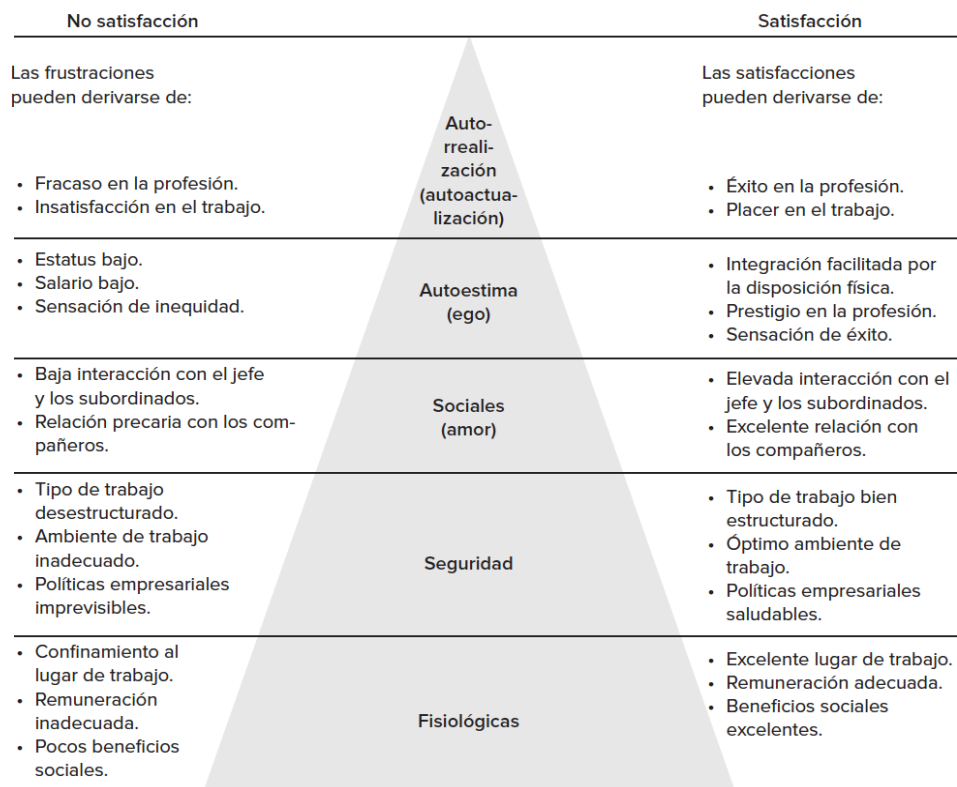 No satisfacción
Satisfacción
Las frustraciones
pueden derivarse de:
Las satisfacciones
pueden derivarse de:
• Fracaso en la profesión.
• Insatisfacción en el trabajo.
Auto-
rreali-
zación
(autoactua-
lización)
• Éxito en la profesión.
• Placer en el trabajo.
• Estatus bajo.
• Salario bajo.
• Sensación de inequidad.
Autoestima
(ego)
• Integración facilitada por
la disposición física.
• Prestigio en la profesión.
• Sensación de éxito.
• Baja interacción con el jefe
y los subordinados.
• Relación precaria con los com-
pañeros.
Sociales
(amor)
• Elevada interacción con el
jefe y los subordinados.
• Excelente relación con
los compañeros.
• Tipo de trabajo
desestructurado.
• Ambiente de trabajo
inadecuado.
• Políticas empresariales
imprevisibles.
Seguridad
• Tipo de trabajo bien
estructurado.
• Óptimo ambiente de
trabajo.
• Políticas empresariales
saludables.
• Confinamiento al
lugar de trabajo.
• Remuneración
inadecuada.
• Pocos beneficios
sociales.
Fisiológicas
• Excelente lugar de trabajo.
• Remuneración adecuada.
• Beneficios sociales
excelentes.